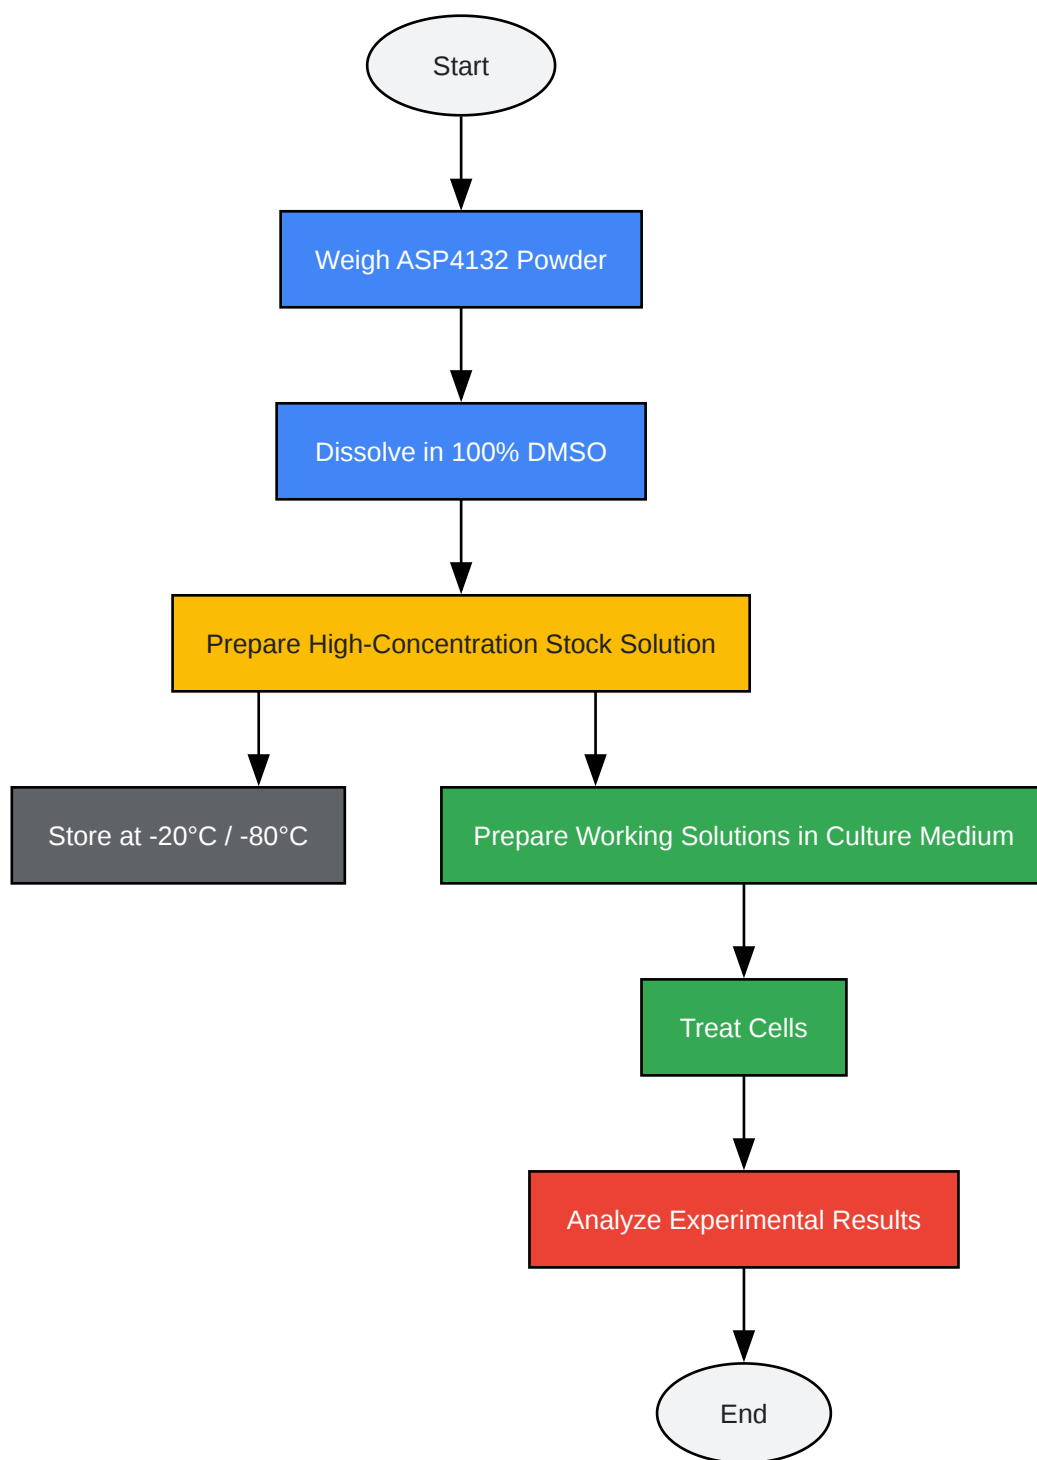 Start
Weigh ASP4132 Powder
Dissolve in 100% DMSO
Prepare High-Concentration Stock Solution
Store at -20°C / -80°C
Prepare Working Solutions in Culture Medium
Treat Cells
Analyze Experimental Results
End